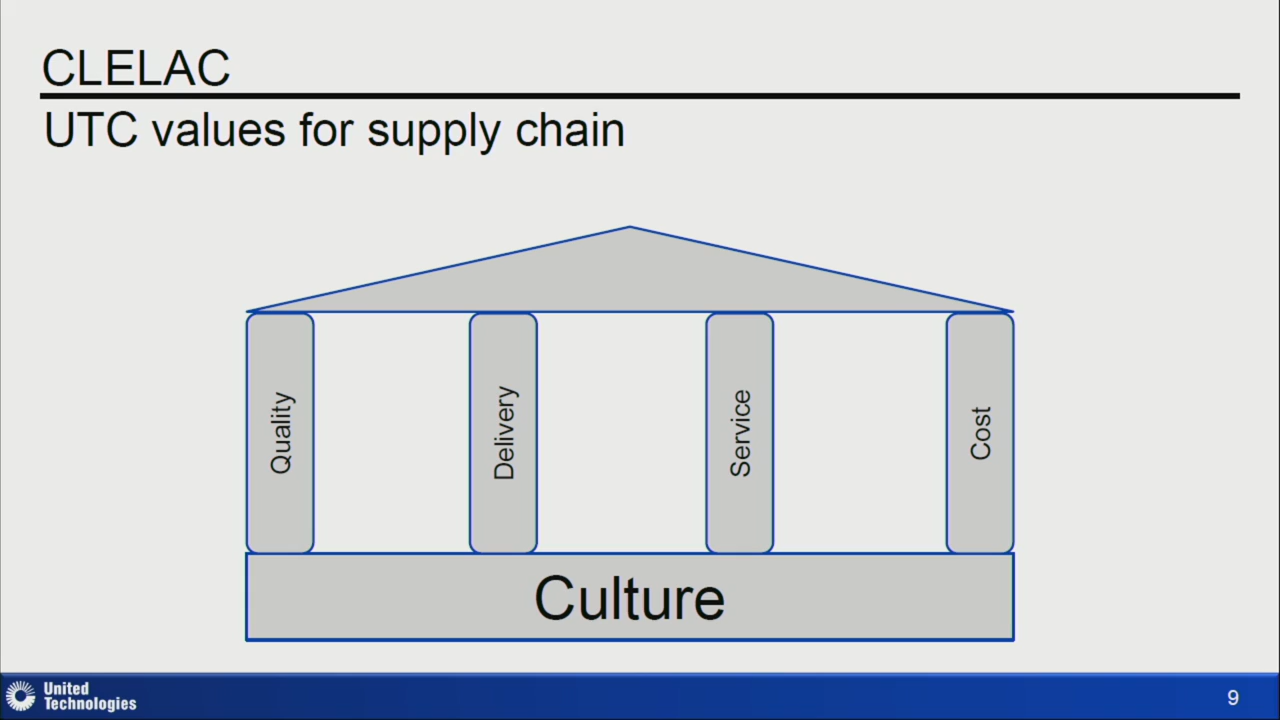 CLELAC
UTC values for supply chain
Quality
Delivery
Service
Cost
Culture
United
Technologies
9